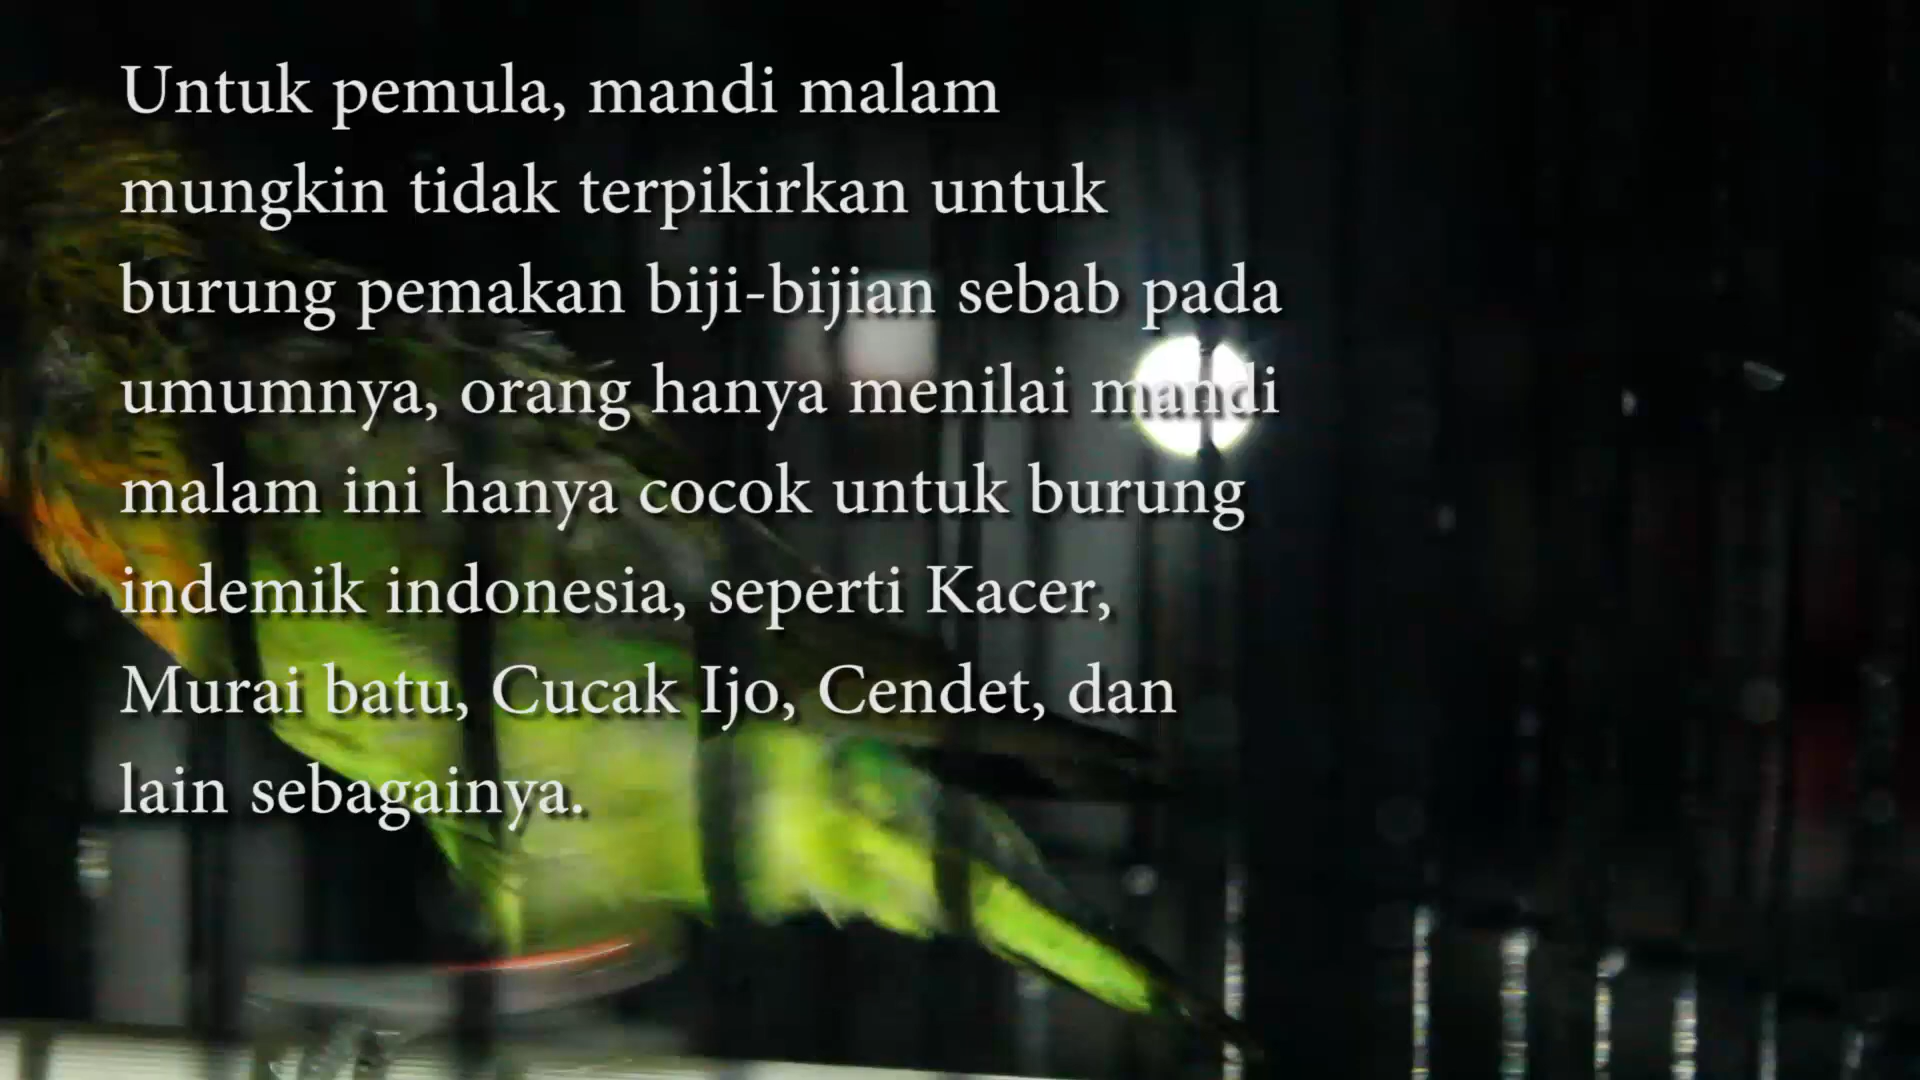 Untuk pemula, mandi malam
mungkin tidak terpikirkan untuk
burung pemakan biji-bijian sebab pada
umumnya, orang hanya menilai mandi
malam ini hanya cocok untuk burung
indemik indonesia, seperti Kacer,
Murai batu, Cucak Ijo, Cendet, dan
lain sebagainya.